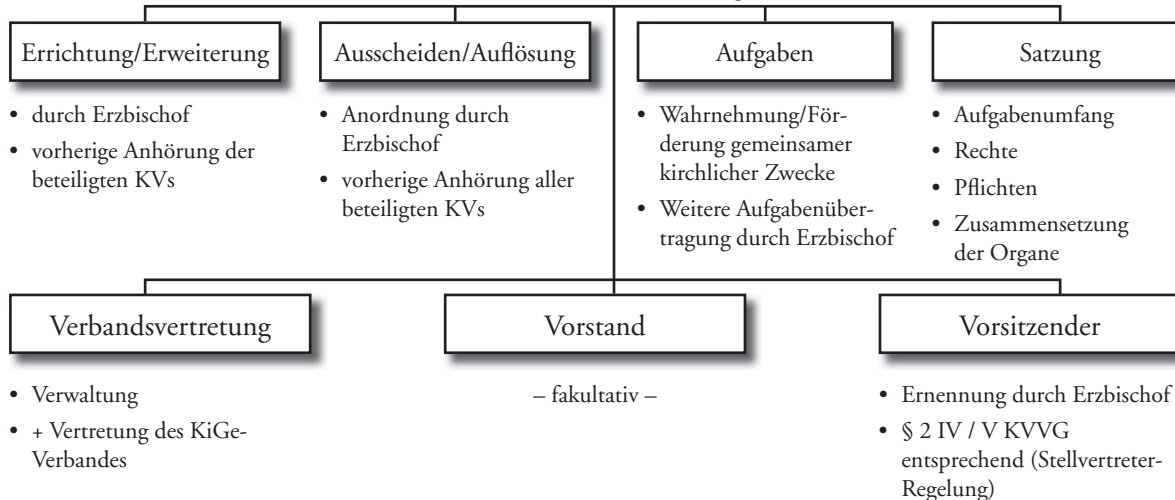 Errichtung/Erweiterung
• durch Erzbischof
• vorherige Anhörung der
beteiligten KVs
Ausscheiden/Auflösung
• Anordnung durch
Erzbischof
• vorherige Anhörung aller
beteiligten KVs
Aufgaben
• Wahrnehmung/För-
derung gemeinsamer
kirchlicher Zwecke
• Weitere Aufgabenüber-
tragung durch Erzbischof
Satzung
• Aufgabenumfang
• Rechte
• Pflichten
• Zusammensetzung
der Organe
Verbandsvertretung
• Verwaltung
• + Vertretung des KiGe-
Verbandes
Vorstand
– fakultativ –
Vorsitzender
• Ernennung durch Erzbischof
• § 2 IV / V KVVG
entsprechend (Stellvertreter-
Regelung)